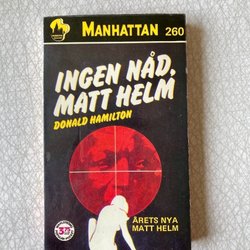 MANHATTAN 260
INGEN NÅD,
MATT HELM
DONALD HAMILTON
ÅRETS NYA
MATT HELM